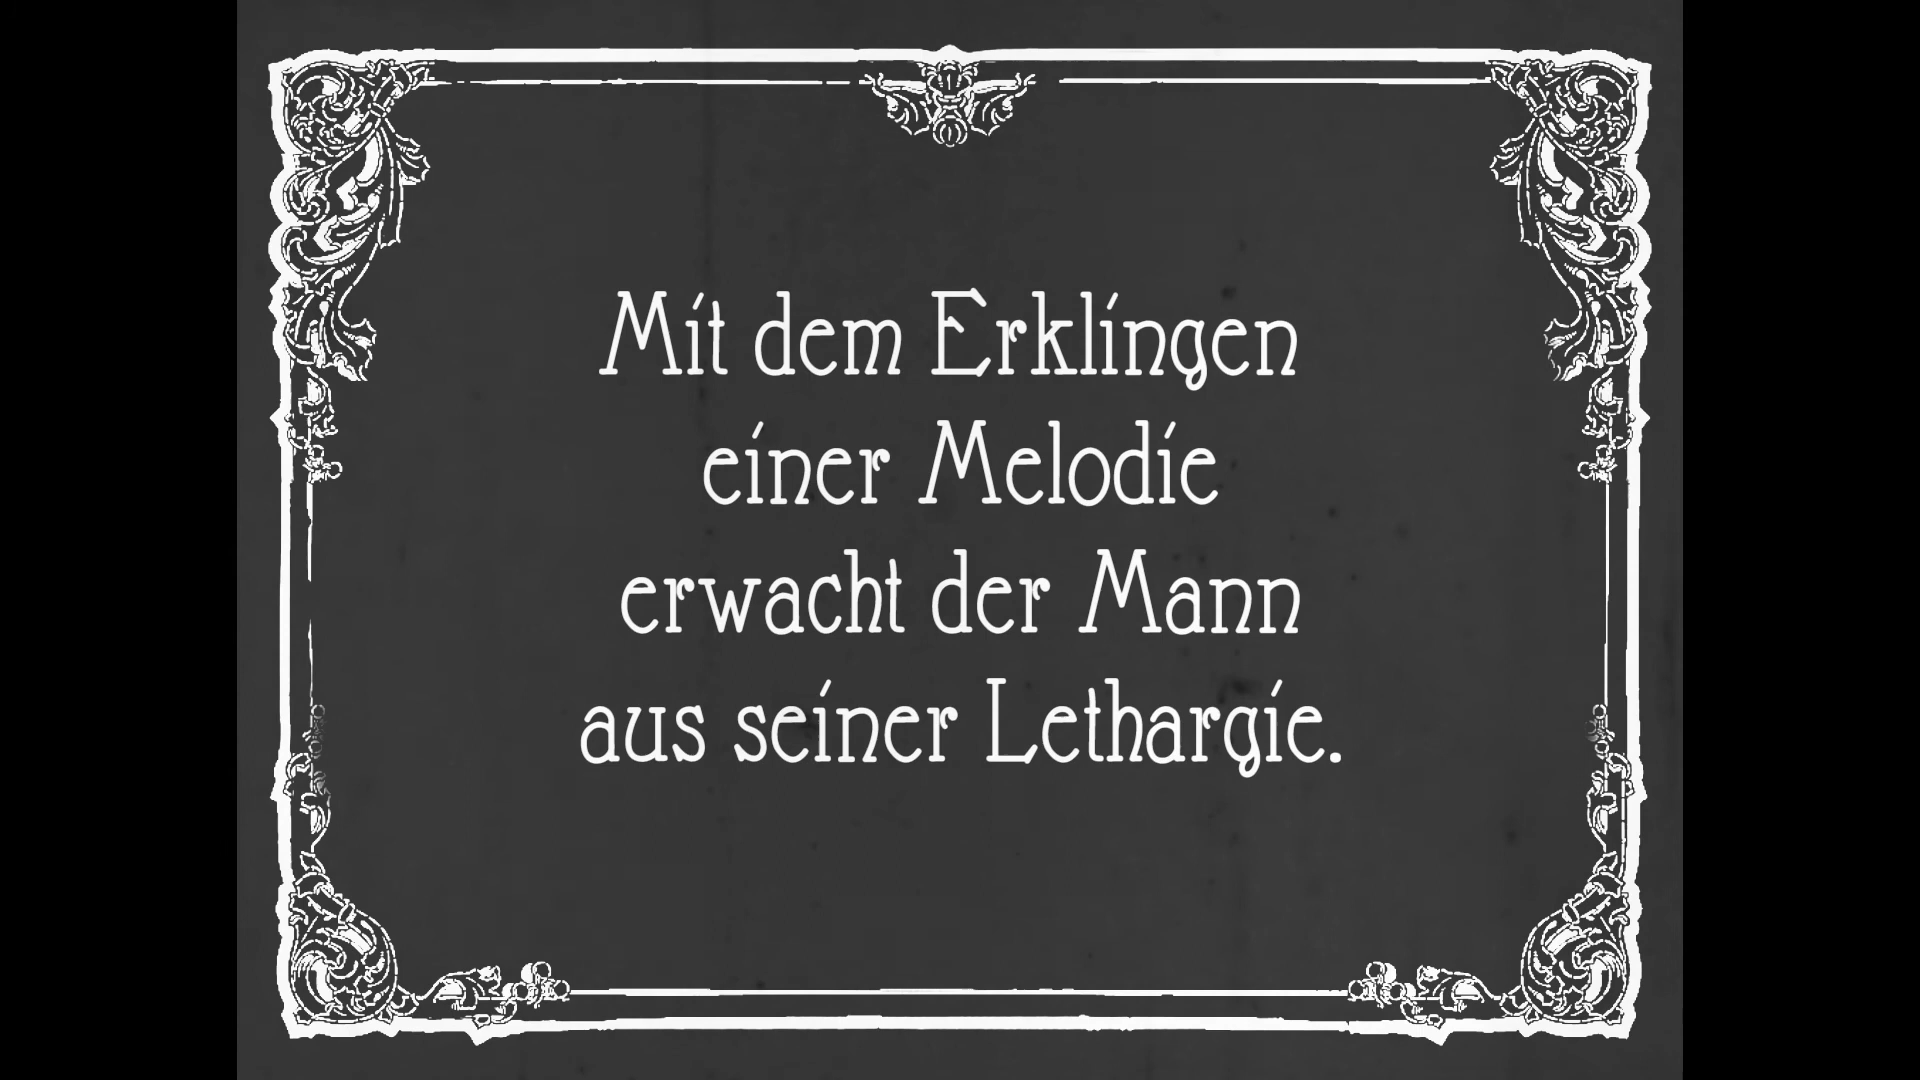 Mit dem Erklingen
einer Melodie
erwacht der Mann
aus seiner Lethargie.